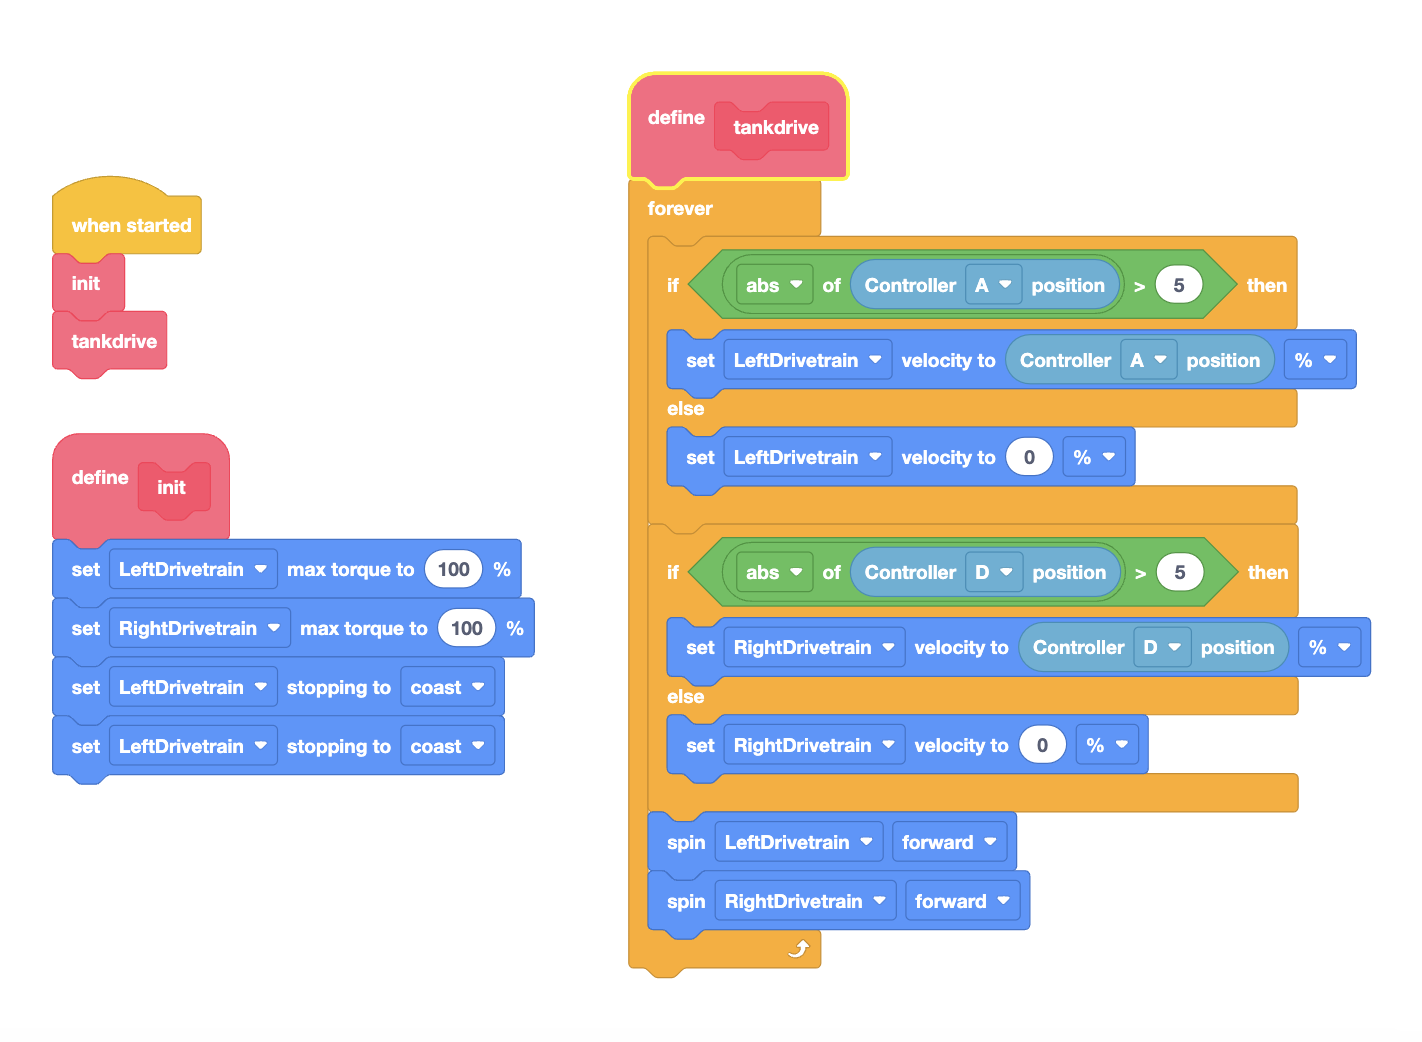 when started
init
tankdrive
define init
set LeftDrivetrain max torque to 100 %
set RightDrivetrain max torque to 100 %
set LeftDrivetrain stopping to coast
set LeftDrivetrain stopping to coast
define tankdrive
forever
if abs of Controller A position > 5 then
set LeftDrivetrain velocity to Controller A position %
else
set LeftDrivetrain velocity to 0 %
if abs of Controller D position > 5 then
set RightDrivetrain velocity to Controller D position %
else
set RightDrivetrain velocity to 0 %
spin LeftDrivetrain forward
spin RightDrivetrain forward